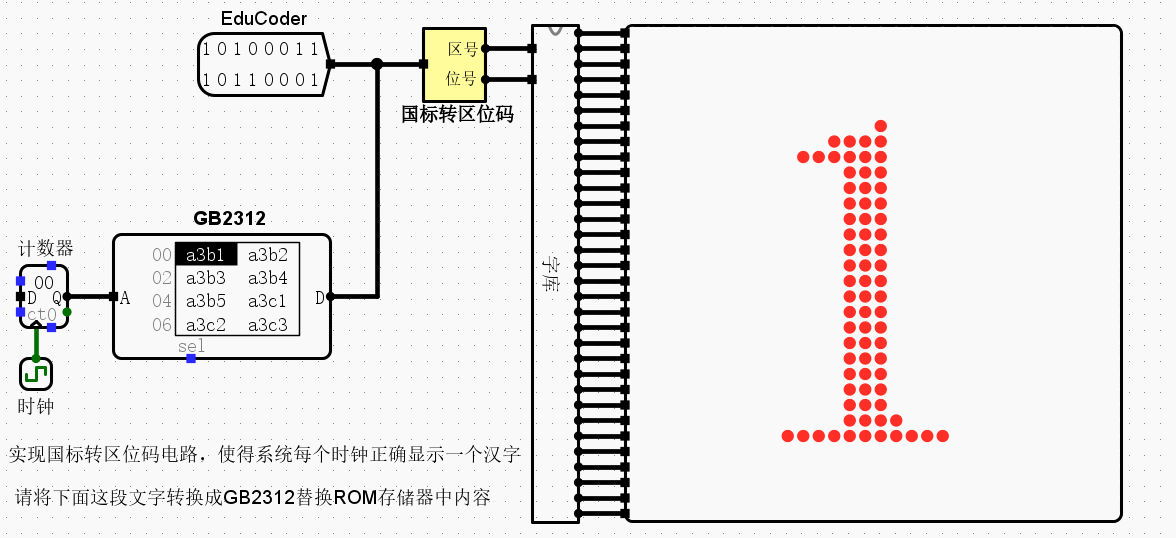 EduCoder
10100011
10110001
区号
位号
国标转区位码
字库
GB2312
00 a3b1 a3b2
02 a3b3 a3b4
04 a3b5 a3c1
06 a3c2 a3c3
A
D
sel
计数器
00
D Q
ct0
时钟
实现国标转区位码电路，使得系统每个时钟正确显示一个汉字
请将下面这段文字转换成GB2312替换ROM存储器中内容
1